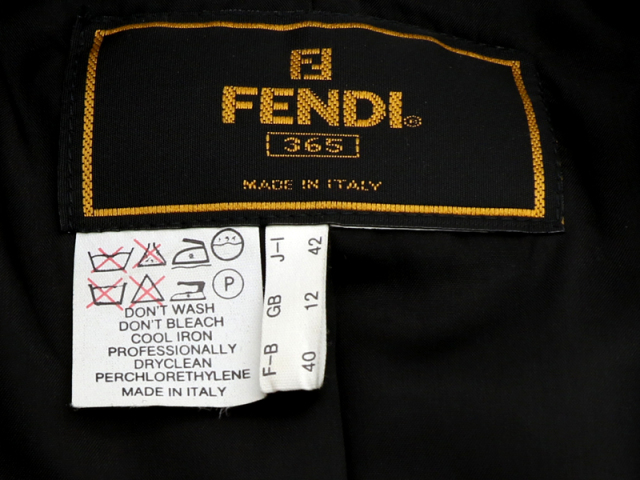 FENDI®
365
MADE IN ITALY
P
DON'T WASH
DON'T BLEACH
COOL IRON
PROFESSIONALLY
DRYCLEAN
PERCHLORETHYLENE
MADE IN ITALY
J-I 42
GB 12
F-B 40